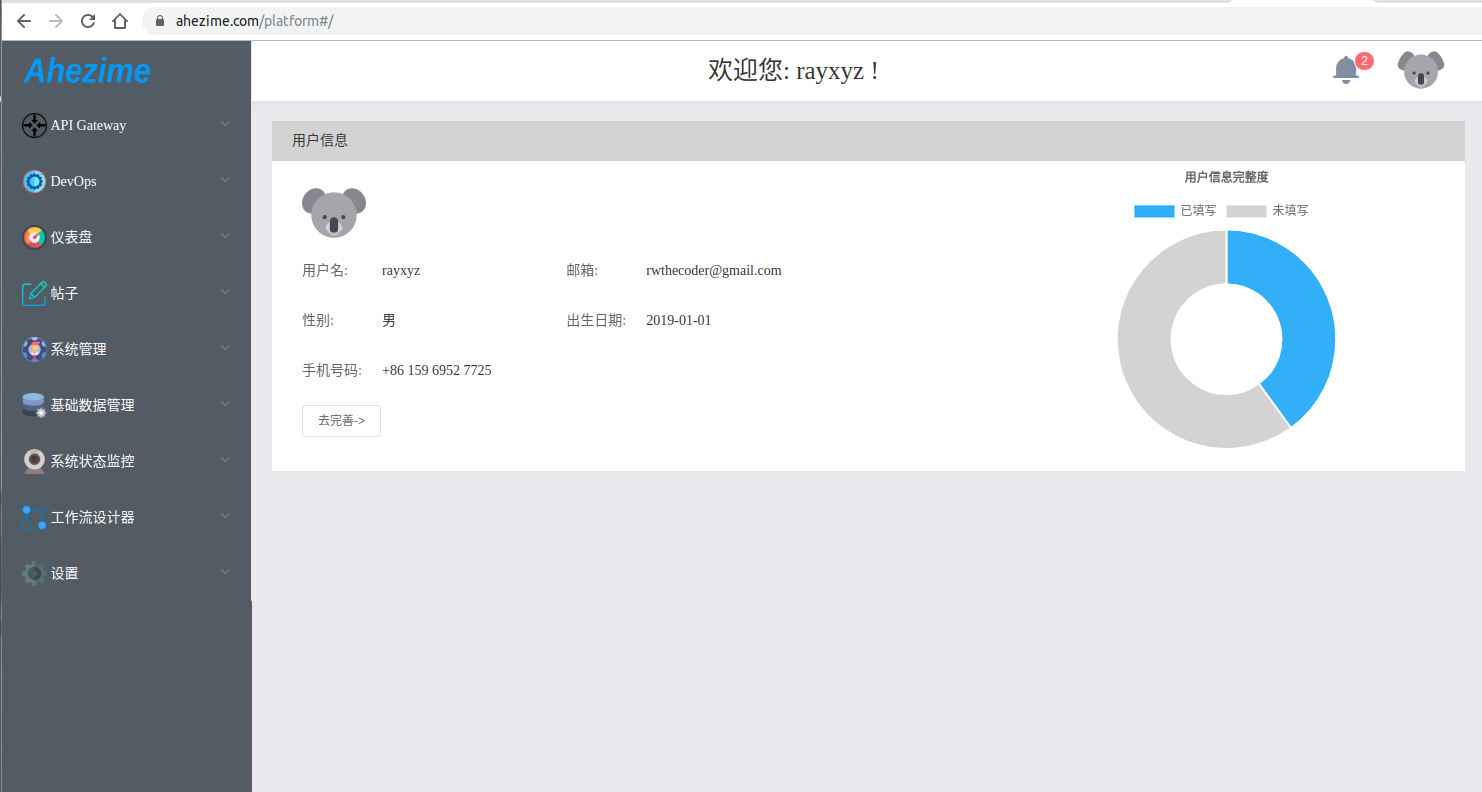 ahezime.com/platform#/
Ahezime
欢迎您: rayxyz !
2
API Gateway
DevOps
仪表盘
帖子
系统管理
基础数据管理
系统状态监控
工作流设计器
设置
用户信息
用户名: rayxyz 邮箱: rwthecoder@gmail.com
性别: 男 出生日期: 2019-01-01
手机号码: +86 159 6952 7725
去完善->
用户信息完整度
已填写 未填写